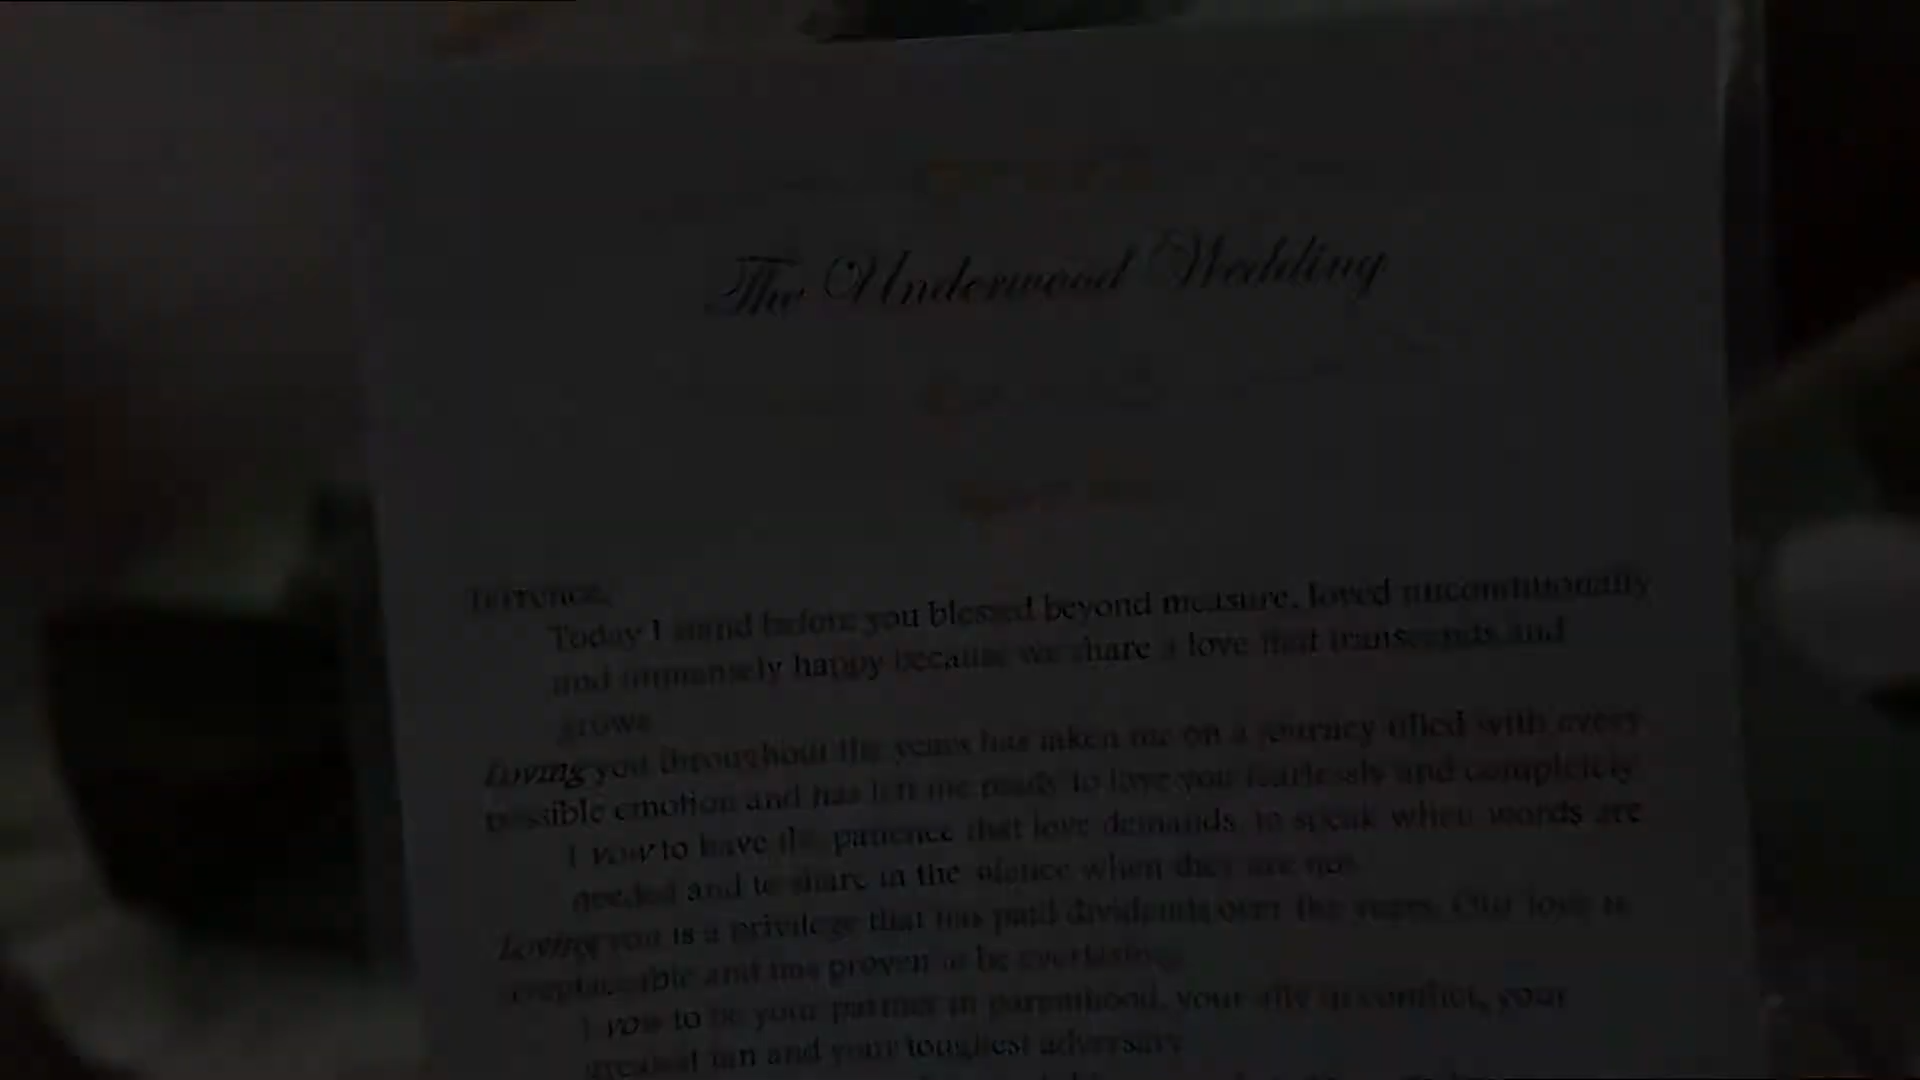 The Underwood Wedding
Terrence,
Today I stand before you blessed beyond measure, loved unconditionally
and immensely happy because we share a love that transcends and
grows
Loving you throughout the years has taken me on a journey filled with every
possible emotion and has left me ready to love you fearlessly and completely
I vow to have the patience that love demands, to speak when words are
needed and to share in the silence when they are not
Loving you is a privilege that has paid dividends over the years. Our love is
irreplaceable and has proven to be everlasting
I vow to be your partner in parenthood, your ally in conflict, your
greatest fan and your toughest adversary